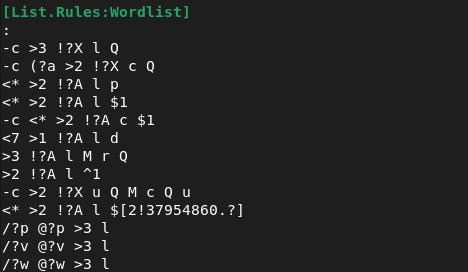 [List.Rules:Wordlist]
:
-c >3 !?X l Q
-c (?a >2 !?X c Q
<* >2 !?A l p
<* >2 !?A l $1
-c <* >2 !?A c $1
<7 >1 !?A l d
>3 !?A l M r Q
>2 !?A l ^1
-c >2 !?X u Q M c Q u
<* >2 !?A l $[2!37954860.?]
/?p @?p >3 l
/?v @?v >3 l
/?w @?w >3 l